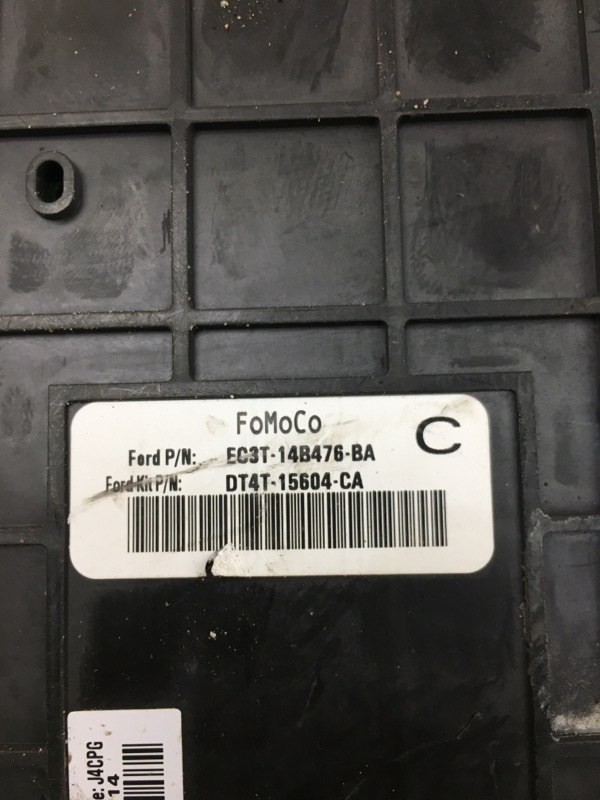 FoMoCo
C
Ford P/N: EC3T-14B476-BA
Ford Kit P/N: DT4T-15604-CA
e: J4CPG
14